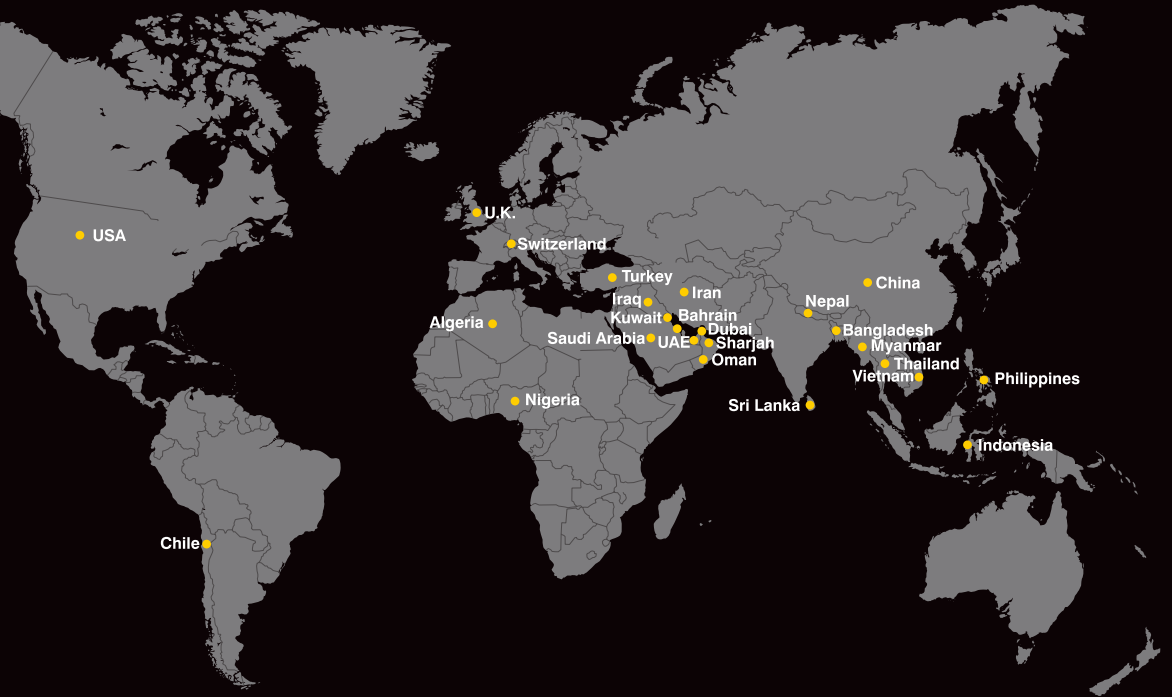 U.K.
USA
Switzerland
Turkey
China
Iran
Iraq
Nepal
Kuwait
Bahrain
Algeria
Dubai
Bangladesh
Saudi Arabia
UAE
Sharjah
Myanmar
Oman
Thailand
Vietnam
Philippines
Nigeria
Sri Lanka
Indonesia
Chile